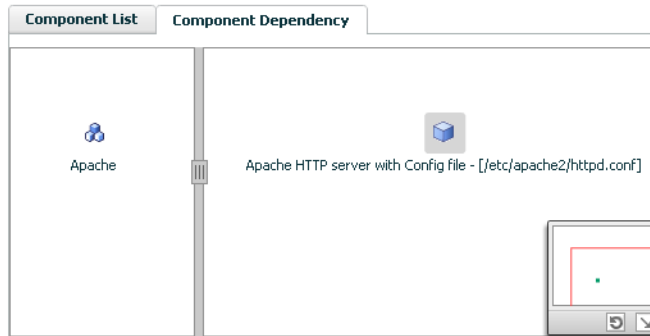 Component List
Component Dependency
Apache
Apache HTTP server with Config file - [/etc/apache2/httpd.conf]